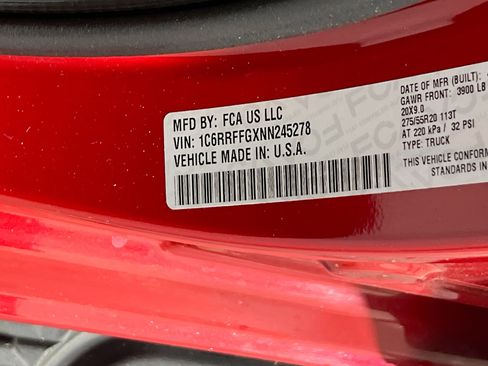 MFD BY: FCA US LLC
VIN: 1C6RRFFGXNN245278
VEHICLE MADE IN: U.S.A.
DATE OF MFR (BUILT):
GAWR FRONT: 3900 LB
20X9.0
275/55R20 113T
AT 220 kPa / 32 PSI
TYPE: TRUCK
THIS VEHICLE CONF
STANDARDS IN